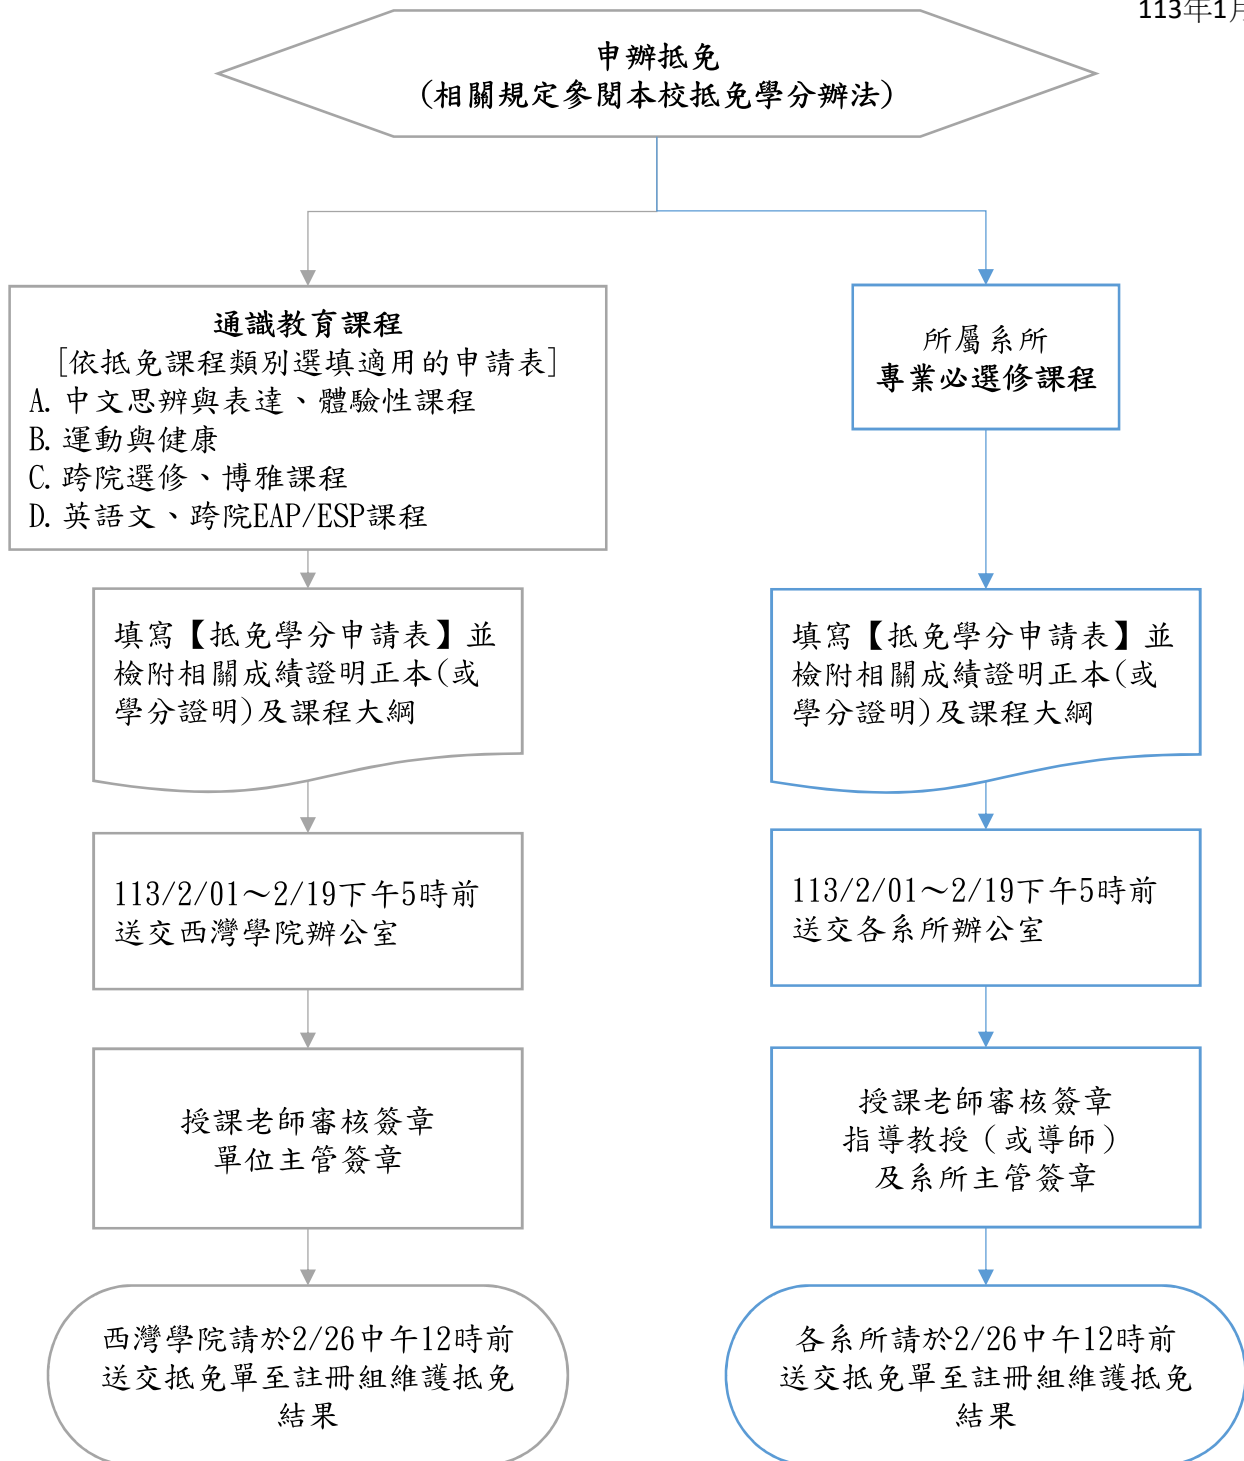 113年1月
申辦抵免
(相關規定參閱本校抵免學分辦法)
通識教育課程
[依抵免課程類別選填適用的申請表]
A. 中文思辨與表達、體驗性課程
B. 運動與健康
C. 跨院選修、博雅課程
D. 英語文、跨院EAP/ESP課程
填寫【抵免學分申請表】並
檢附相關成績證明正本(或
學分證明)及課程大綱
113/2/01～2/19下午5時前
送交西灣學院辦公室
授課老師審核簽章
單位主管簽章
西灣學院請於2/26中午12時前
送交抵免單至註冊組維護抵免
結果
所屬系所
專業必選修課程
填寫【抵免學分申請表】並
檢附相關成績證明正本(或
學分證明)及課程大綱
113/2/01～2/19下午5時前
送交各系所辦公室
授課老師審核簽章
指導教授（或導師）
及系所主管簽章
各系所請於2/26中午12時前
送交抵免單至註冊組維護抵免
結果